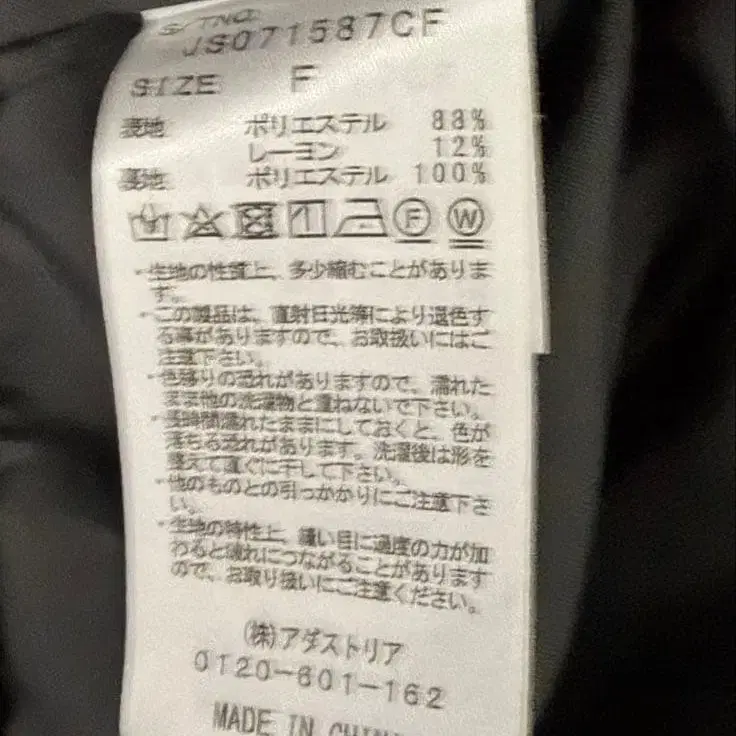 S/TNO.
JS071587CF
SIZE F
表地 ポリエステル 88%
レーヨン 12%
裏地 ポリエステル 100%
F W
・生地の性質上、多少縮むことがありま
す。
・この製品は、直射日光等により退色す
る事がありますので、お取扱いにはご
注意下さい。
・色移りの恐れがありますので、濡れた
まま他の洗濯物と重ねないで下さい。
・長時間濡れたままにしておくと、色が
落ちる恐れがあります。洗濯後は形を
整えて直ぐに干して下さい。
・他のものとの引っかかりにご注意下さ
い。
・生地の特性上、縫い目に過度の力が加
わると壊れにつながることがあります
ので、お取り扱いにご注意ください。
(株)アダストリア
0120-601-162
MADE IN CHINA